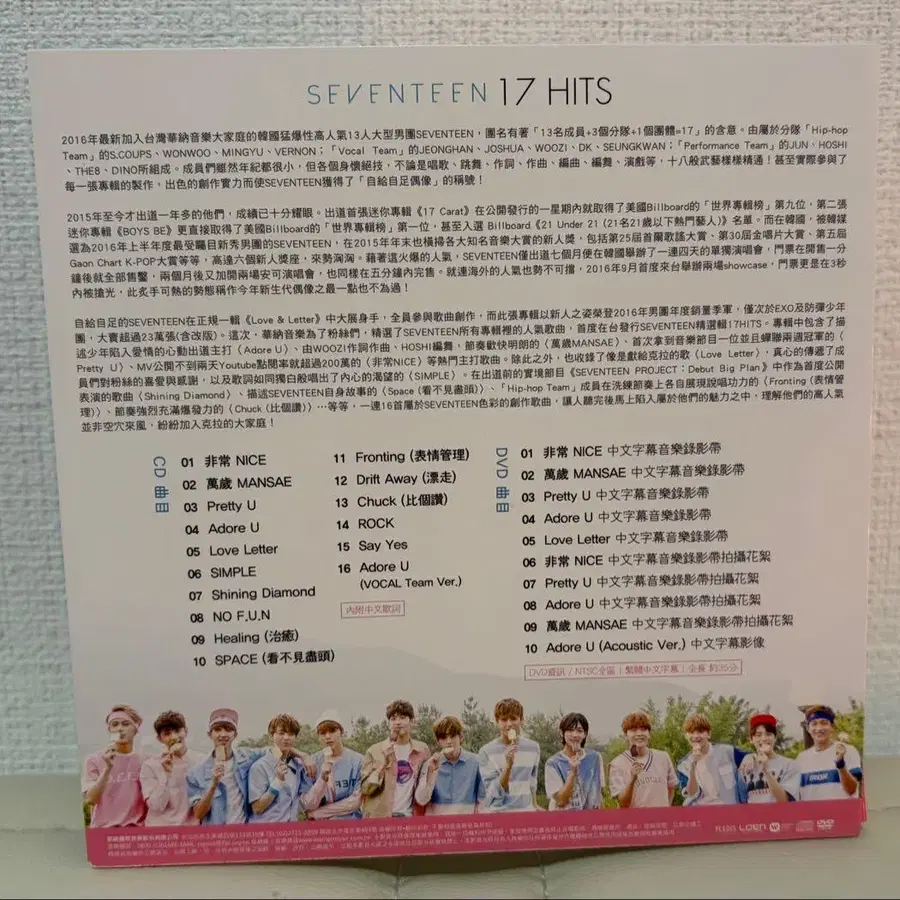 SEVENTEEN 17 HITS
2016年最新加入台灣華納音樂大家庭的韓國猛爆性高人氣13人大型男團SEVENTEEN，團名有著「13名成員+3個分隊+1個團體=17」的含意。由屬於分隊「Hip-hop
Team」的S.COUPS、WONWOO、MINGYU、VERNON；「Vocal Team」的JEONGHAN、JOSHUA、WOOZI、DK、SEUNGKWAN；「Performance Team」的JUN、HOSHI
、THE8、DINO所組成。成員們雖然年紀都很小，但各個身懷絕技，不論是唱歌、跳舞、作詞、作曲、編曲、編舞、演戲等，十八般武藝樣樣精通！甚至實際參與了
每一張專輯的製作，出色的創作實力而使SEVENTEEN獲得了「自給自足偶像」的稱號！
2015年至今才出道一年多的他們，成績已十分耀眼。出道首張迷你專輯《17 Carat》在公開發行的一星期內就取得了美國Billboard的「世界專輯榜」第九位，第二張
迷你專輯《BOYS BE》更直接取得了美國Billboard的「世界專輯榜」第一位，甚至入選 Billboard《21 Under 21 (21名21歲以下熱門藝人)》名單。而在韓國，被韓媒
選為2016年上半年度最受矚目新秀男團的SEVENTEEN，在2015年年末也橫掃各大知名音樂大賞的新人獎，包括第25屆首爾歌謠大賞、第30屆金唱片大賞、第五屆
Gaon Chart K-POP大賞等等，高達六個新人獎座，來勢洶洶。藉著這火爆的人氣，SEVENTEEN僅出道七個月便在韓國舉辦了一連四天的單獨演唱會，門票在開售一分
鐘後就全部售罄，兩個月後又加開兩場安可演唱會，也同樣在五分鐘內完售。就連海外的人氣也勢不可擋，2016年9月首度來台舉辦兩場showcase，門票更是在3秒
內被搶光，此炙手可熱的勢態稱作今年新生代偶像之最一點也不為過！
自給自足的SEVENTEEN在正規一輯《Love & Letter》中大展身手，全員參與歌曲創作，而此張專輯以新人之姿榮登2016年男團年度銷量季軍，僅次於EXO及防彈少年
團，大賣超過23萬張(含改版)。這次，華納音樂為了粉絲們，精選了SEVENTEEN所有專輯裡的人氣歌曲，首度在台發行SEVENTEEN精選輯17HITS。專輯中包含了描
述少年陷入愛情的心動出道主打〈Adore U〉、由WOOZI作詞作曲、HOSHI編舞，節奏歡快明朗的〈萬歲MANSAE〉、首次拿到音樂節目一位並且蟬聯兩週冠軍的〈
Pretty U〉、MV公開不到兩天Youtube點閱率就超過200萬的〈非常NICE〉等熱門主打歌曲。除此之外，也收錄了像是獻給克拉的歌〈Love Letter〉，真心的傳遞了成
員們對粉絲的喜愛與感謝，以及歌詞如同獨白般唱出了內心的渴望的〈SIMPLE〉。在出道前的實境節目《SEVENTEEN PROJECT：Debut Big Plan》中作為首度公開
表演的歌曲〈Shining Diamond〉、描述SEVENTEEN自身故事的〈Space (看不見盡頭)〉、「Hip-hop Team」成員在洗練節奏上各自展現說唱功力的〈Fronting (表情管
理)〉、節奏強烈充滿爆發力的〈Chuck (比個讚)〉…等等，一連16首屬於SEVENTEEN色彩的創作歌曲，讓人聽完後馬上陷入屬於他們的魅力之中，理解他們的高人氣
並非空穴來風，紛紛加入克拉的大家庭！
CD 曲目
01 非常 NICE
02 萬歲 MANSAE
03 Pretty U
04 Adore U
05 Love Letter
06 SIMPLE
07 Shining Diamond
08 NO F.U.N
09 Healing (治癒)
10 SPACE (看不見盡頭)
11 Fronting (表情管理)
12 Drift Away (漂走)
13 Chuck (比個讚)
14 ROCK
15 Say Yes
16 Adore U
(VOCAL Team Ver.)
內附中文歌詞
DVD 曲目
01 非常 NICE 中文字幕音樂錄影帶
02 萬歲 MANSAE 中文字幕音樂錄影帶
03 Pretty U 中文字幕音樂錄影帶
04 Adore U 中文字幕音樂錄影帶
05 Love Letter 中文字幕音樂錄影帶
06 非常 NICE 中文字幕音樂錄影帶拍攝花絮
07 Pretty U 中文字幕音樂錄影帶拍攝花絮
08 Adore U 中文字幕音樂錄影帶拍攝花絮
09 萬歲 MANSAE 中文字幕音樂錄影帶拍攝花絮
10 Adore U (Acoustic Ver.) 中文字幕影像
DVD資訊 / NTSC全區 | 繁體中文字幕 | 全長 約35分
LOEN
DVD